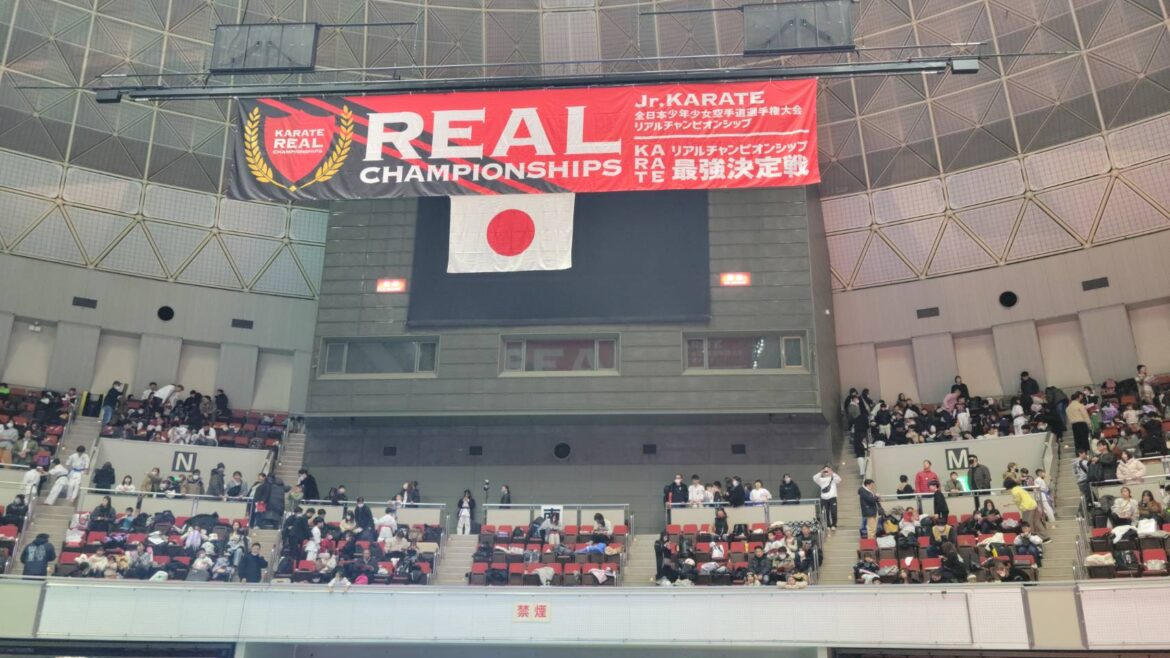 KARATE
REAL
CHAMPIONSHIPS
REAL
CHAMPIONSHIPS
Jr.KARATE
全日本少年少女空手道選手権大会
リアルチャンピオンシップ
KARATE
リアルチャンピオンシップ
最強決定戦
REAL
N
M
禁煙